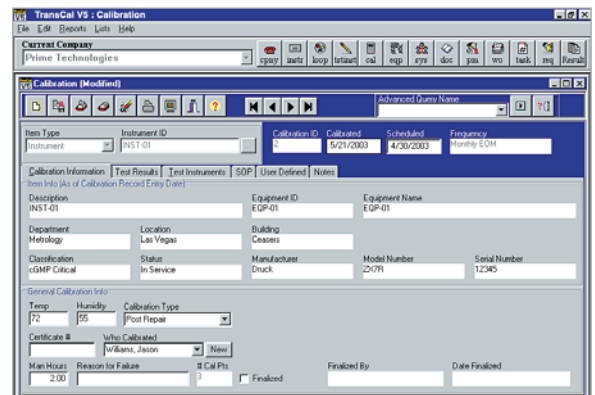 TransCal V5 : Calibration
File Edit Reports Lists Help
Current Company
Prime Technologies
cpny instr loop tstinst cal eqp sys doc pm wo task req Result
Calibration (Modified)
Advanced Query Name
Item Type Instrument ID Calibration ID Calibrated Scheduled Frequency
Instrument INST-01 2 5/21/2003 4/30/2003 Monthly EOM
Calibration Information Test Results Test Instruments SOP User Defined Notes
Item Info (As of Calibration Record Entry Date)
Description Equipment ID Equipment Name
INST-01 EQP-01 EQP-01
Department Location Building
Metrology Las Vegas Ceasers
Classification Status Manufacturer Model Number Serial Number
cGMP Critical In Service Druck ZX7R 12345
General Calibration Info
Temp Humidity Calibration Type
72 55 Post Repair
Certificate # Who Calibrated
Williams, Jason New
Man Hours Reason for Failure # Cal Pts Finalized By Date Finalized
2.00 3 Finalized